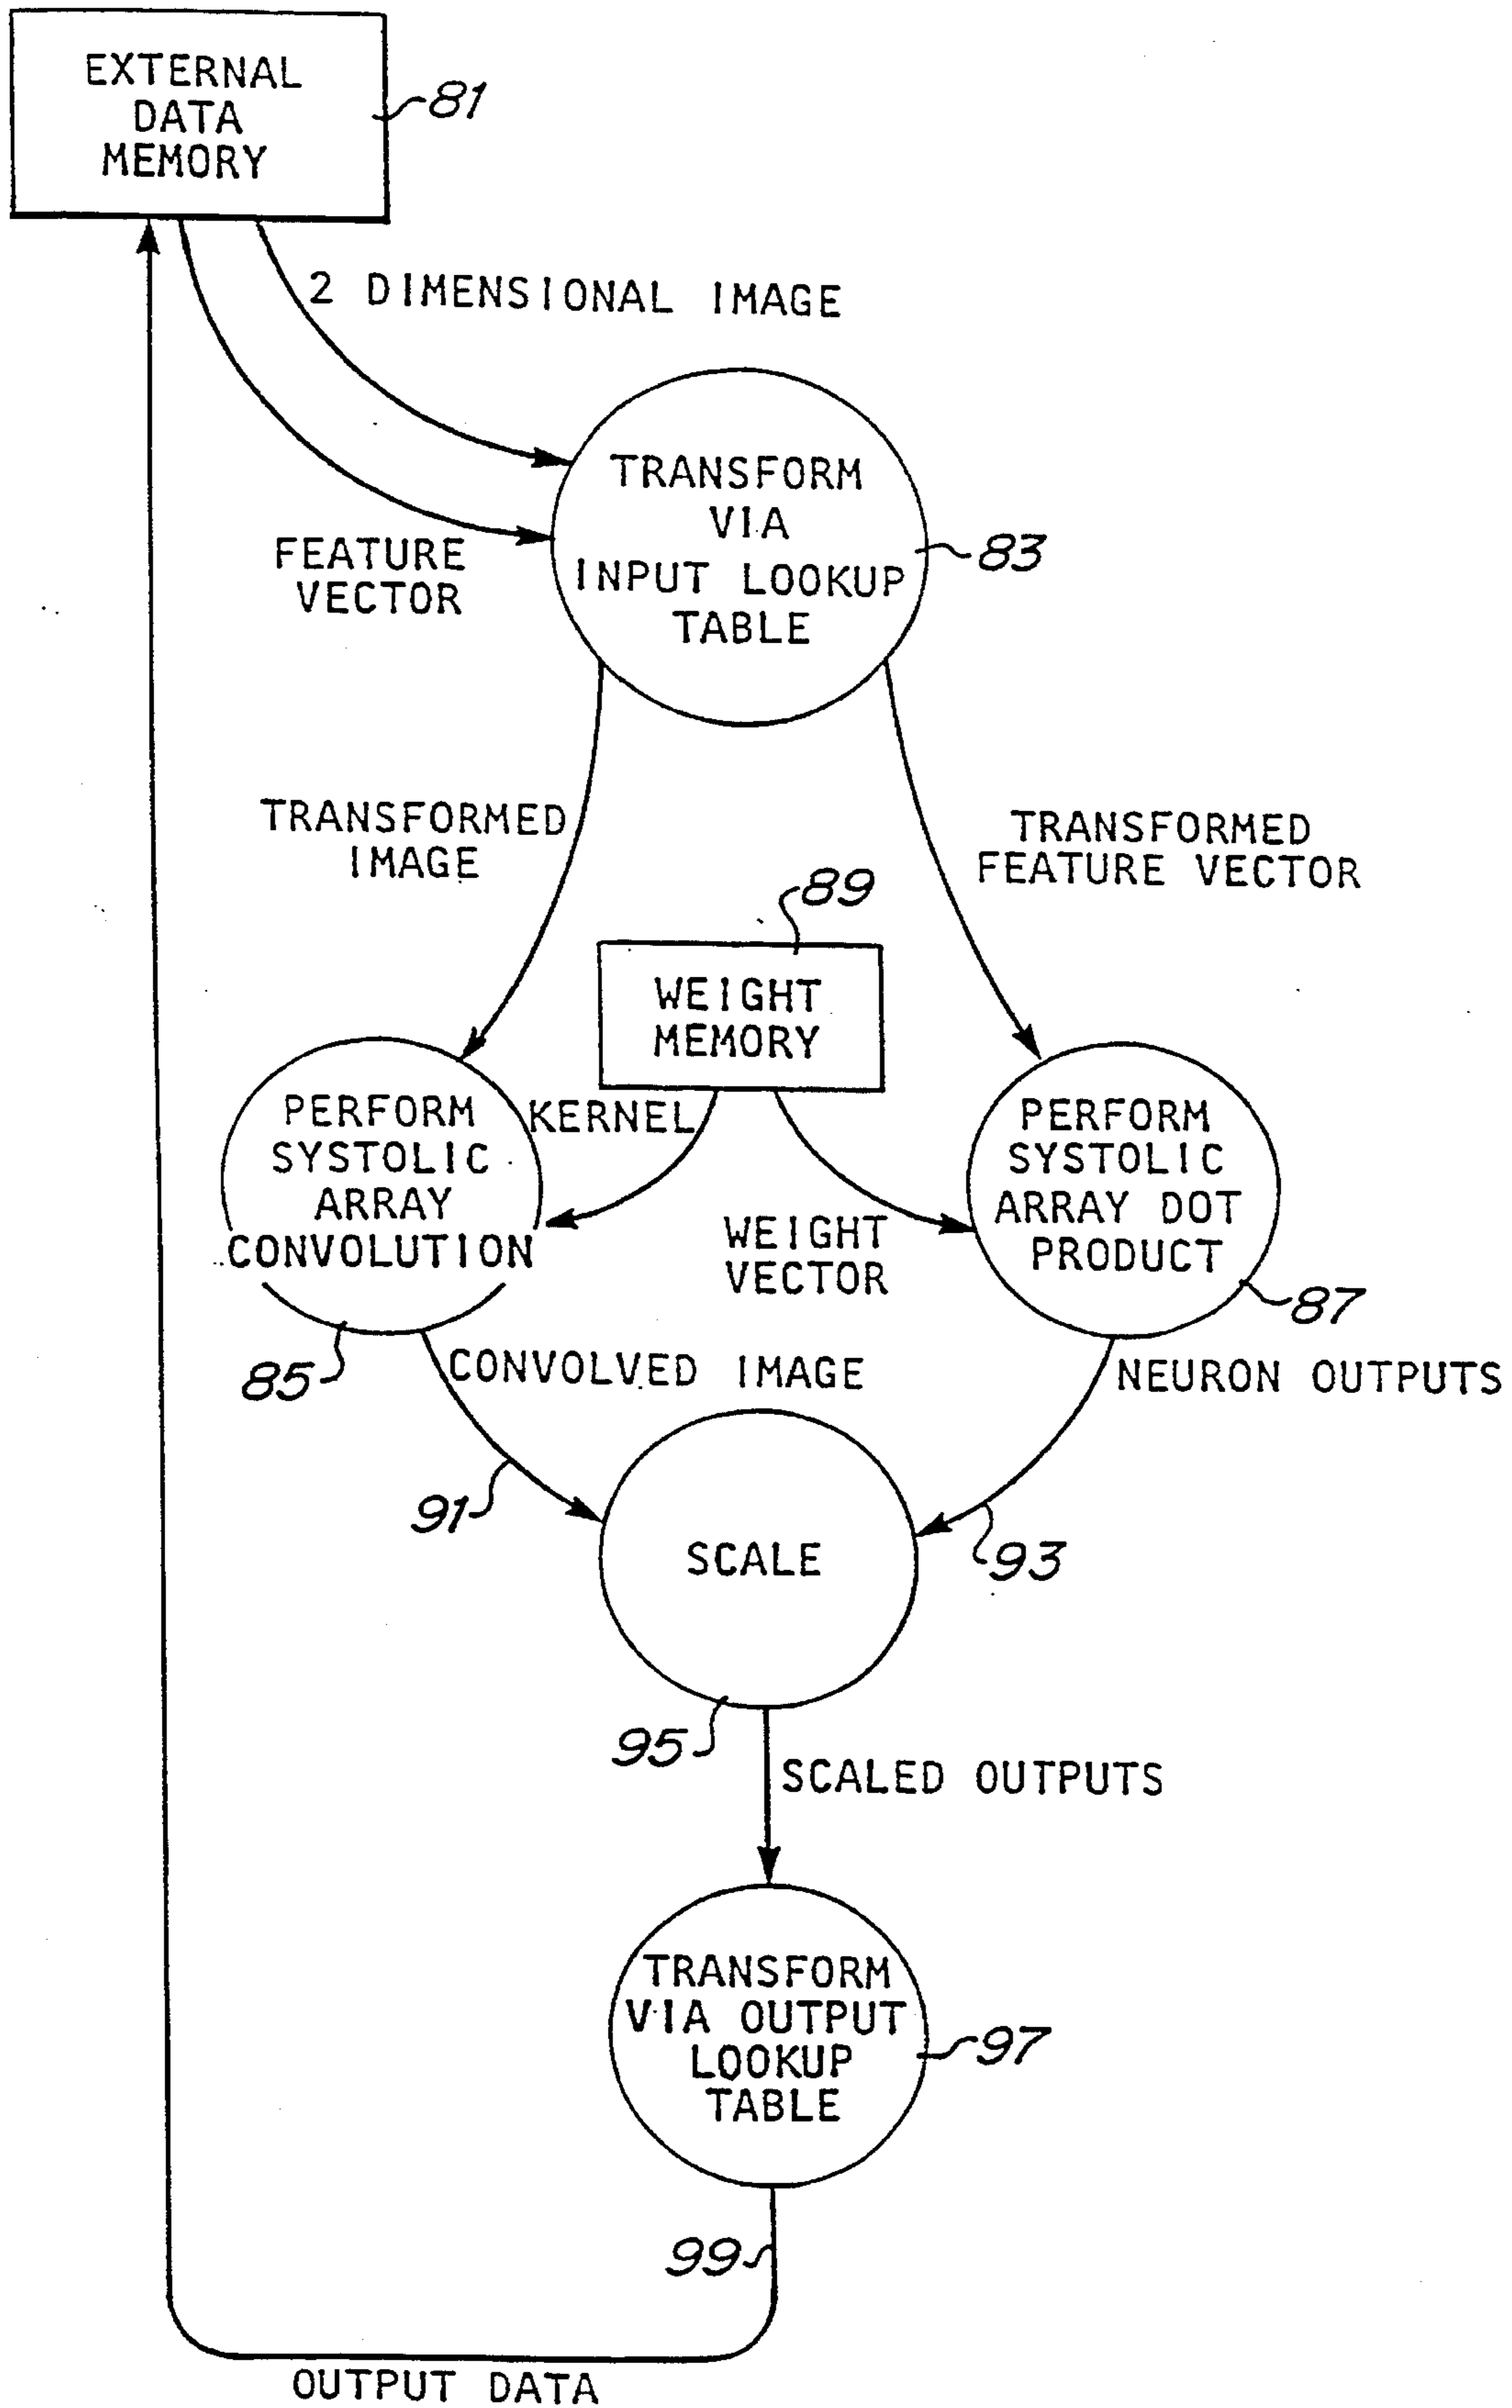 EXTERNAL
DATA
MEMORY
81
2 DIMENSIONAL IMAGE
FEATURE
VECTOR
TRANSFORM
VIA
INPUT LOOKUP
TABLE
83
TRANSFORMED
IMAGE
TRANSFORMED
FEATURE VECTOR
89
WEIGHT
MEMORY
KERNEL
WEIGHT
VECTOR
PERFORM
SYSTOLIC
ARRAY
CONVOLUTION
85
PERFORM
SYSTOLIC
ARRAY DOT
PRODUCT
87
CONVOLVED IMAGE
NEURON OUTPUTS
91
93
SCALE
95
SCALED OUTPUTS
TRANSFORM
VIA OUTPUT
LOOKUP
TABLE
97
99
OUTPUT DATA